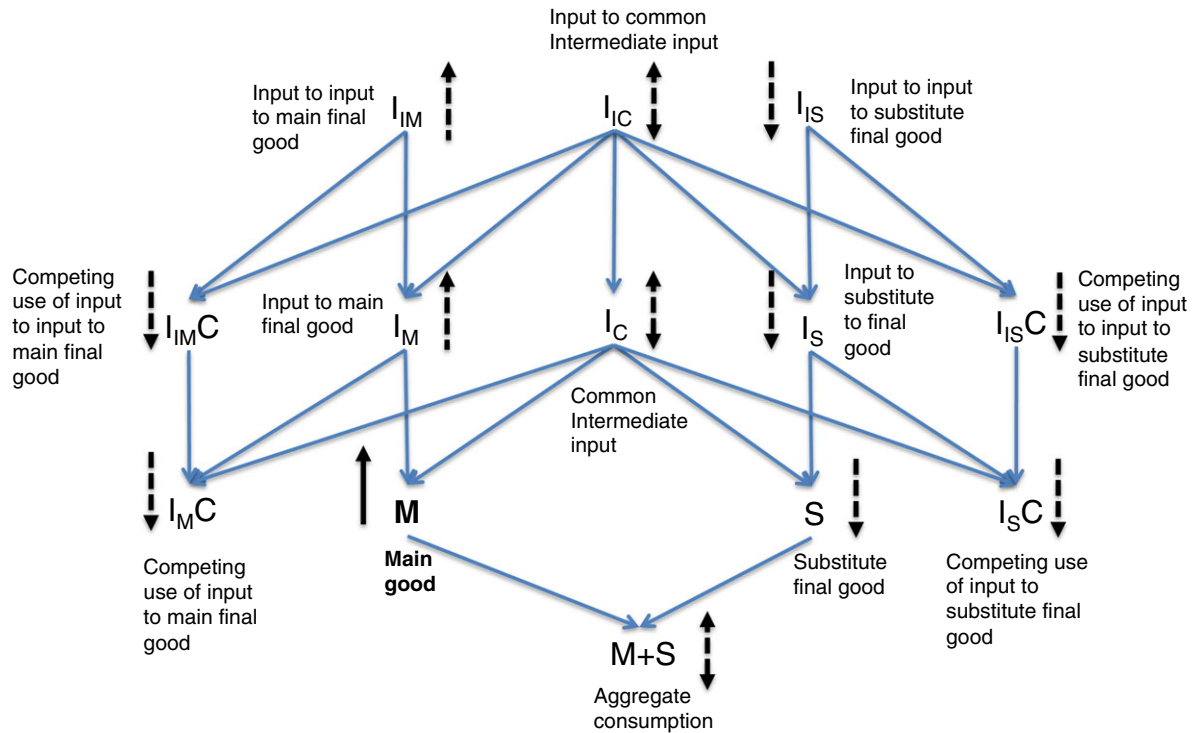 Input to common
Intermediate input
Input to input
to main final
good
I_IM
I_IC
I_IS
Input to input
to substitute
final good
Competing
use of input
to input to
main final
good
I_IMC
Input to main
final good
I_M
I_C
I_S
Input to
substitute
to final
good
I_ISC
Competing
use of input
to input to
substitute
final good
Common
Intermediate
input
I_MC
M
S
I_SC
Competing
use of input
to main final
good
Main
good
Substitute
final good
Competing use
of input to
substitute final
good
M+S
Aggregate
consumption